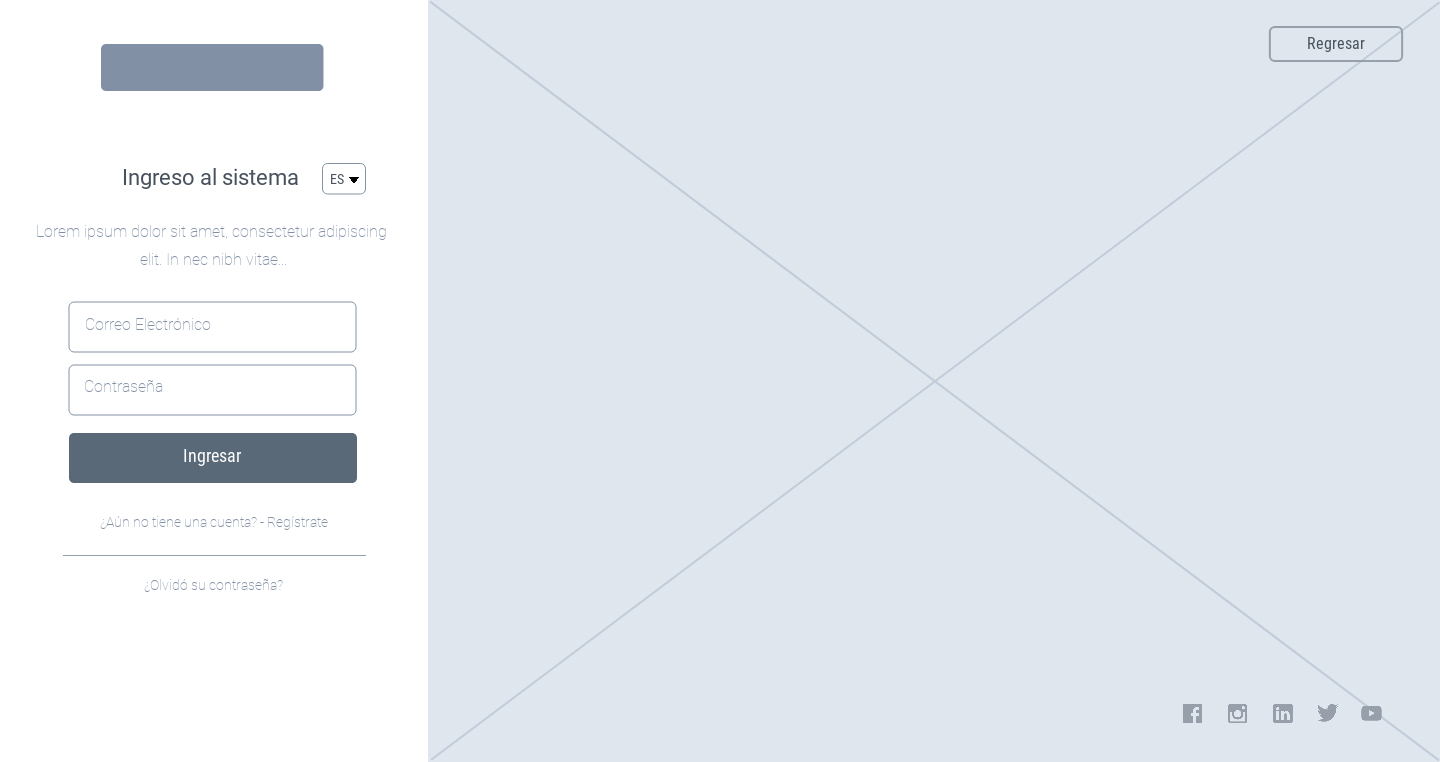 Regresar
Ingreso al sistema
ES
Lorem ipsum dolor sit amet, consectetur adipiscing
elit. In nec nibh vitae...
Correo Electrónico
Contraseña
Ingresar
¿Aún no tiene una cuenta? - Regístrate
¿Olvidó su contraseña?